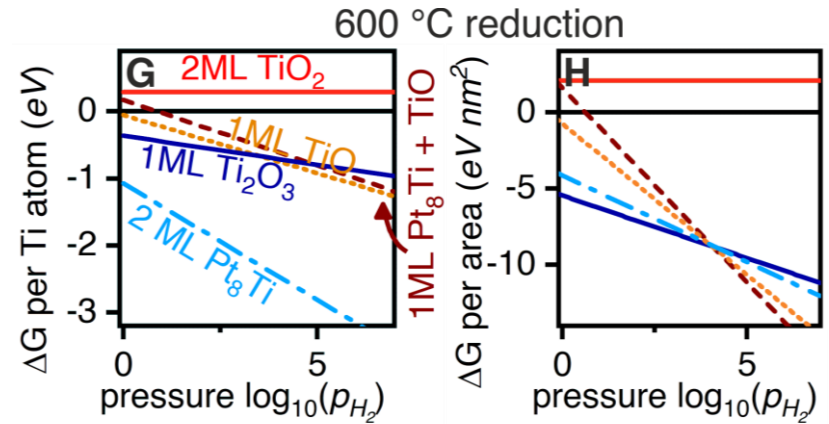 600 °C reduction
G
2ML TiO₂
1ML TiO
1ML Ti₂O₃
2 ML Pt₈Ti
0
-1
-2
-3
0
5
ΔG per Ti atom (eV)
pressure log₁₀(p_H₂)
1ML Pt₈Ti + TiO
H
0
-5
-10
0
5
ΔG per area (eV nm²)
pressure log₁₀(p_H₂)